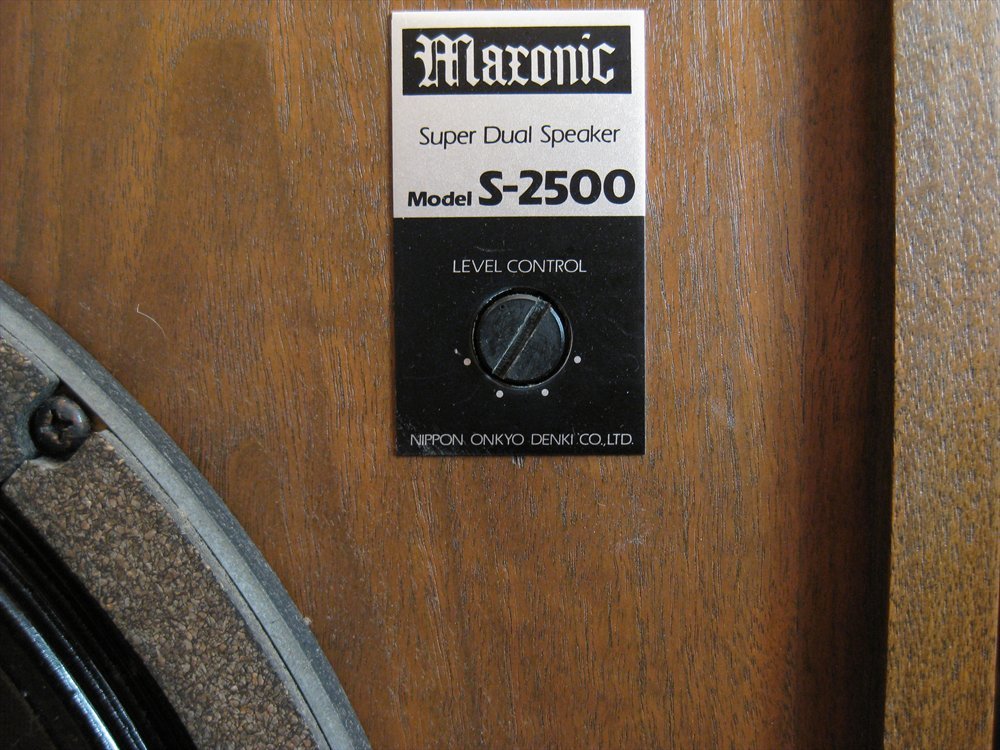 Maxonic
Super Dual Speaker
Model S-2500
LEVEL CONTROL
NIPPON ONKYO DENKI CO.,LTD.